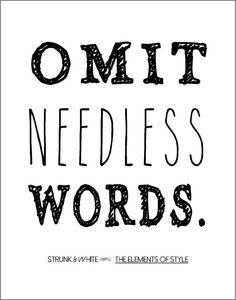 OMIT
NEEDLESS
WORDS.
STRUNK & WHITE THE ELEMENTS OF STYLE